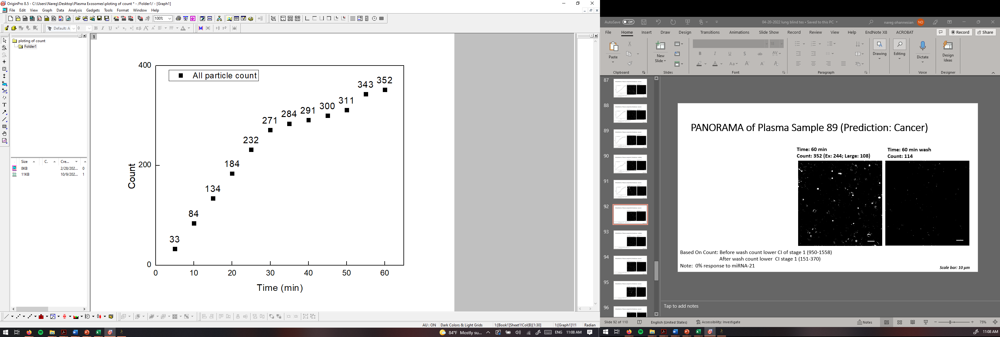 OriginPro 8.5 - C:\Users\Nareg\Desktop\Plasma Exosomes\ploting of count * - /Folder1/ - [Graph1]
File Edit View Graph Data Analysis Gadgets Tools Format Window Help
100%
Default: A 0
ploting of count
Folder1
Size C. Cre...
8KB 2/28/202... 0
11KB 10/9/202... 1
1
400
200
0
Count
All particle count
33
84
134
184
232
271
284
291
300
311
343
352
0 10 20 30 40 50 60
Time (min)
AU : ON Dark Colors & Light Grids 1:[Book1]Sheet1!Col(B)[1:30] 1:[Graph1]1!1 Radian
84°F Mostly su... ENG 11:08 AM
AutoSave Off 04-20-2022 lung blind tes • Saved to this PC nareg ohannesian NO
File Home Insert Draw Design Transitions Animations Slide Show Record Review View Help EndNote X8 ACROBAT Record Share
Paste
New Slide
18
Drawing
Editing
Dictate
Design Ideas
Clipboard Slides Font Paragraph Voice Designer
87
88
89
90
91
92
93
94
95
96
PANORAMA of Plasma Sample 89 (Prediction: Cancer)
Time: 60 min
Count: 352 (Ex: 244; Large: 108)
Time: 60 min wash
Count: 114
Based On Count: Before wash count lower CI of stage 1 (950-1558)
After wash count lower CI stage 1 (151-370)
Note: 0% response to miRNA-21
Scale bar: 10 µm
Tap to add notes
Slide 92 of 110 English (United States) Accessibility: Investigate Notes 75%
11:08 AM